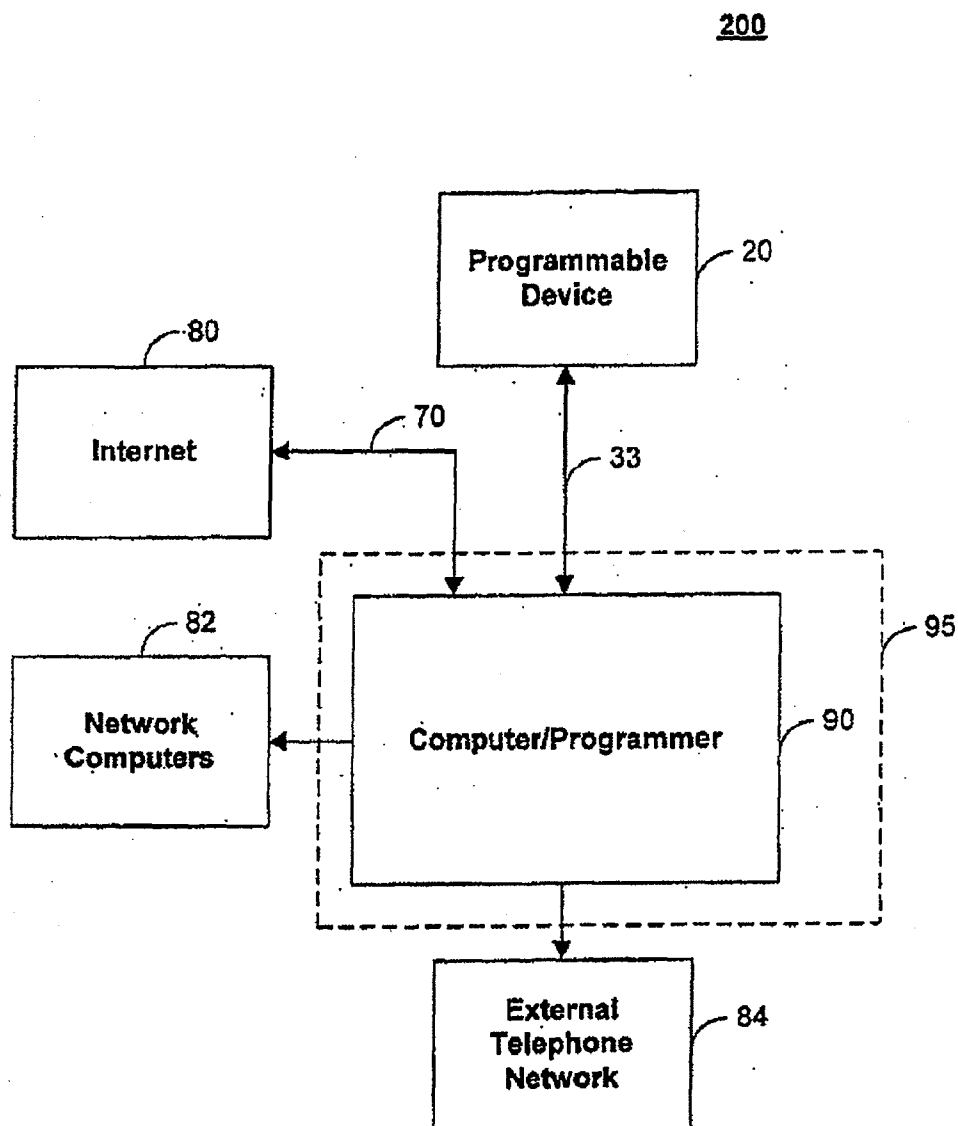 200
Programmable
Device
20
80
Internet
70
33
82
Network
Computers
95
Computer/Programmer
90
External
Telephone
Network
84